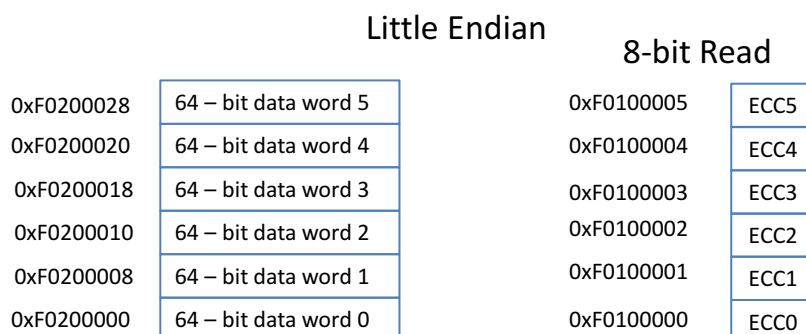 Little Endian
8-bit Read
0xF0200028 64 – bit data word 5 0xF0100005 ECC5
0xF0200020 64 – bit data word 4 0xF0100004 ECC4
0xF0200018 64 – bit data word 3 0xF0100003 ECC3
0xF0200010 64 – bit data word 2 0xF0100002 ECC2
0xF0200008 64 – bit data word 1 0xF0100001 ECC1
0xF0200000 64 – bit data word 0 0xF0100000 ECC0